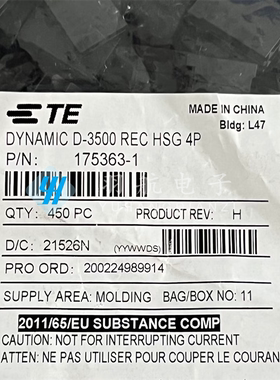 TE
MADE IN CHINA
Bldg: L47
DYNAMIC D-3500 REC HSG 4P
P/N: 175363-1
QTY: 450 PC
PRODUCT REV: H
D/C: 21526N
(YYWWDS)
PRO ORD: 200224989914
SUPPLY AREA: MOLDING BAG/BOX NO: 11
2011/65/EU SUBSTANCE COMP
CAUTION: NOT FOR INTERRUPTING CURRENT
ATTEN: NE PAS UTILISER POUR COUPER LE COURAN